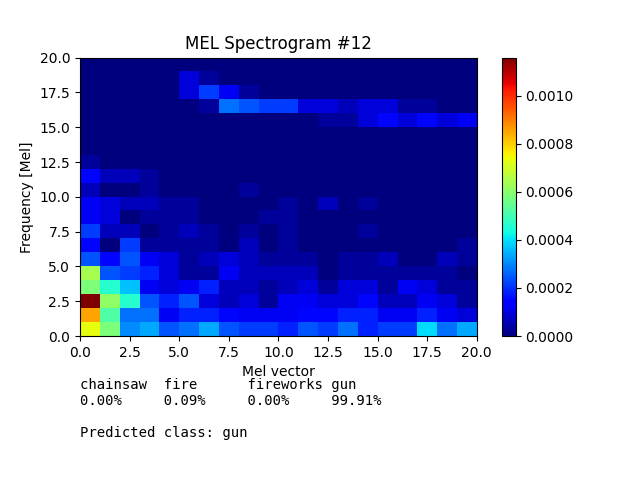 MEL Spectrogram #12
Frequency [Mel]
20.0
17.5
15.0
12.5
10.0
7.5
5.0
2.5
0.0
0.0 2.5 5.0 7.5 10.0 12.5 15.0 17.5 20.0
Mel vector
0.0010
0.0008
0.0006
0.0004
0.0002
0.0000
chainsaw fire fireworks gun
0.00% 0.09% 0.00% 99.91%
Predicted class: gun